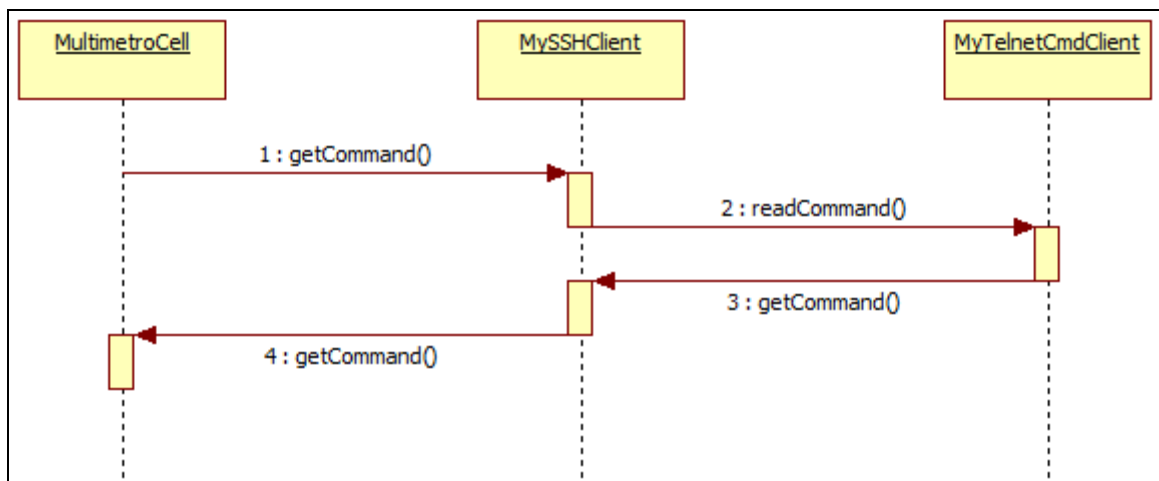 MultimetroCell
MySSHClient
MyTelnetCmdClient
1 : getCommand()
2 : readCommand()
3 : getCommand()
4 : getCommand()